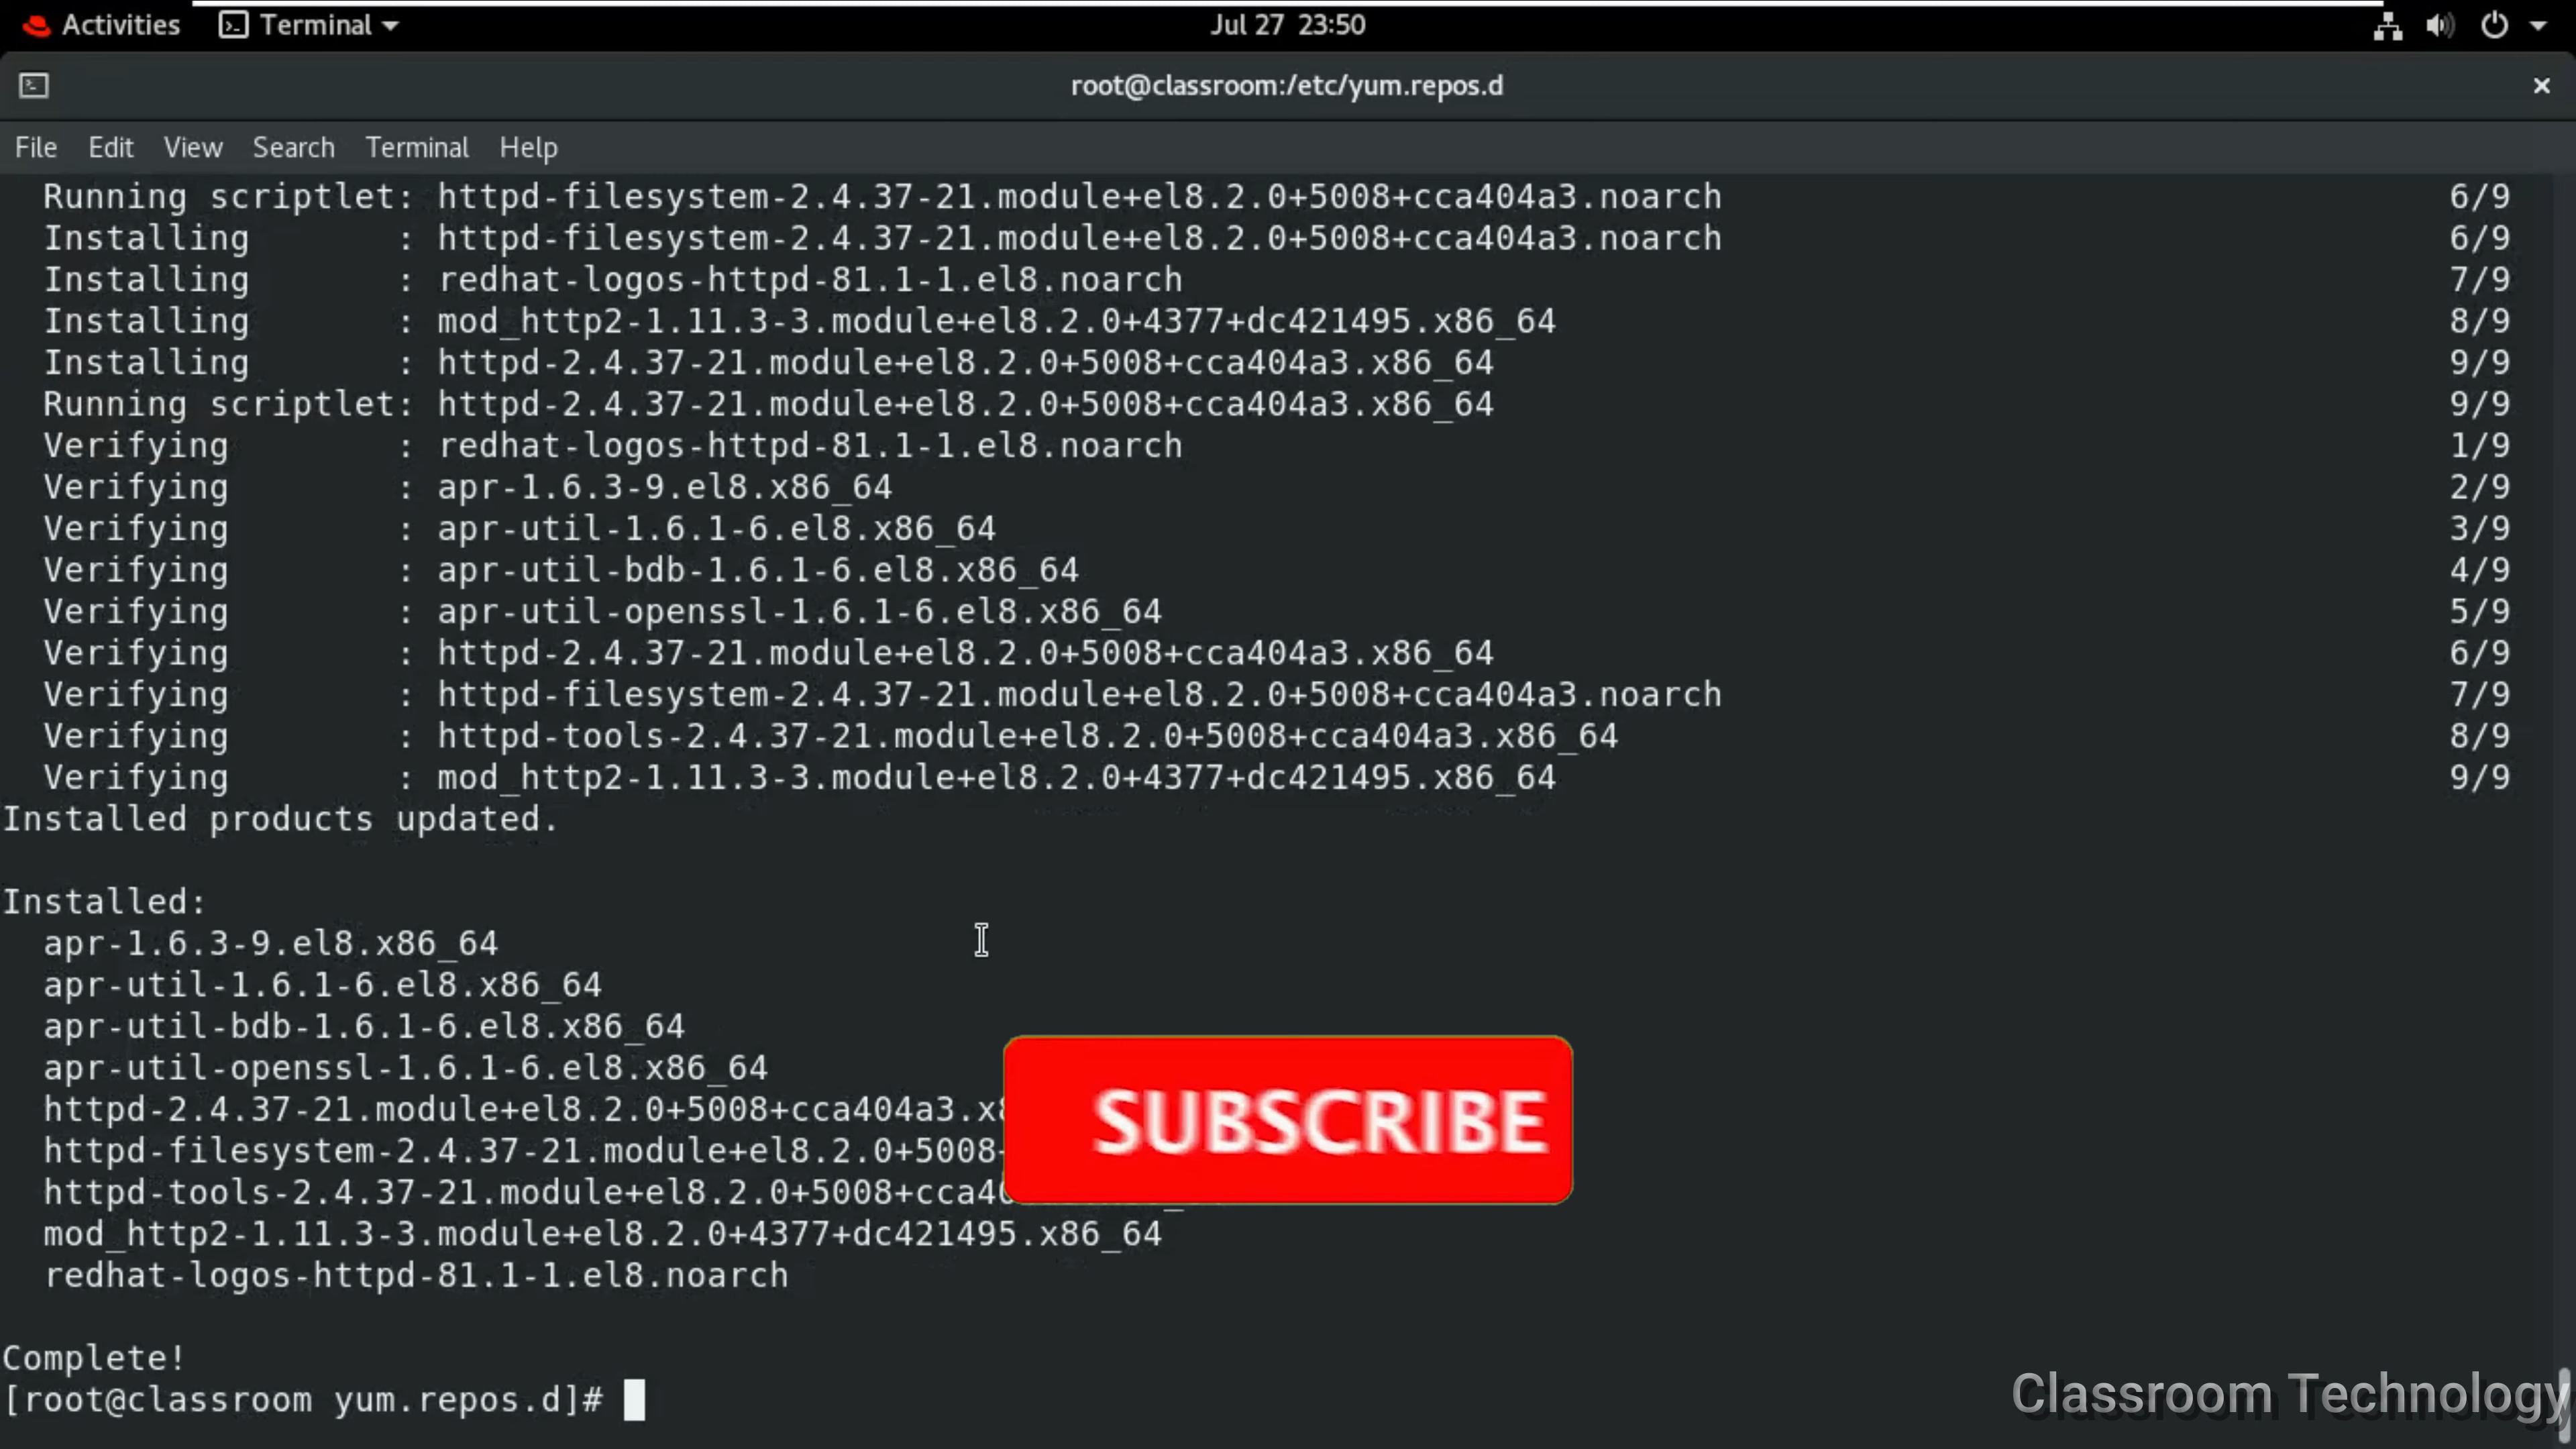 Activities Terminal Jul 27 23:50
root@classroom:/etc/yum.repos.d ×
File Edit View Search Terminal Help
Running scriptlet: httpd-filesystem-2.4.37-21.module+el8.2.0+5008+cca404a3.noarch 6/9
Installing : httpd-filesystem-2.4.37-21.module+el8.2.0+5008+cca404a3.noarch 6/9
Installing : redhat-logos-httpd-81.1-1.el8.noarch 7/9
Installing : mod_http2-1.11.3-3.module+el8.2.0+4377+dc421495.x86_64 8/9
Installing : httpd-2.4.37-21.module+el8.2.0+5008+cca404a3.x86_64 9/9
Running scriptlet: httpd-2.4.37-21.module+el8.2.0+5008+cca404a3.x86_64 9/9
Verifying : redhat-logos-httpd-81.1-1.el8.noarch 1/9
Verifying : apr-1.6.3-9.el8.x86_64 2/9
Verifying : apr-util-1.6.1-6.el8.x86_64 3/9
Verifying : apr-util-bdb-1.6.1-6.el8.x86_64 4/9
Verifying : apr-util-openssl-1.6.1-6.el8.x86_64 5/9
Verifying : httpd-2.4.37-21.module+el8.2.0+5008+cca404a3.x86_64 6/9
Verifying : httpd-filesystem-2.4.37-21.module+el8.2.0+5008+cca404a3.noarch 7/9
Verifying : httpd-tools-2.4.37-21.module+el8.2.0+5008+cca404a3.x86_64 8/9
Verifying : mod_http2-1.11.3-3.module+el8.2.0+4377+dc421495.x86_64 9/9
Installed products updated.
Installed:
apr-1.6.3-9.el8.x86_64
apr-util-1.6.1-6.el8.x86_64
apr-util-bdb-1.6.1-6.el8.x86_64
apr-util-openssl-1.6.1-6.el8.x86_64
httpd-2.4.37-21.module+el8.2.0+5008+cca404a3.x
httpd-filesystem-2.4.37-21.module+el8.2.0+5008
SUBSCRIBE
httpd-tools-2.4.37-21.module+el8.2.0+5008+cca4
mod_http2-1.11.3-3.module+el8.2.0+4377+dc421495.x86_64
redhat-logos-httpd-81.1-1.el8.noarch
Complete!
[root@classroom yum.repos.d]#
Classroom Technology